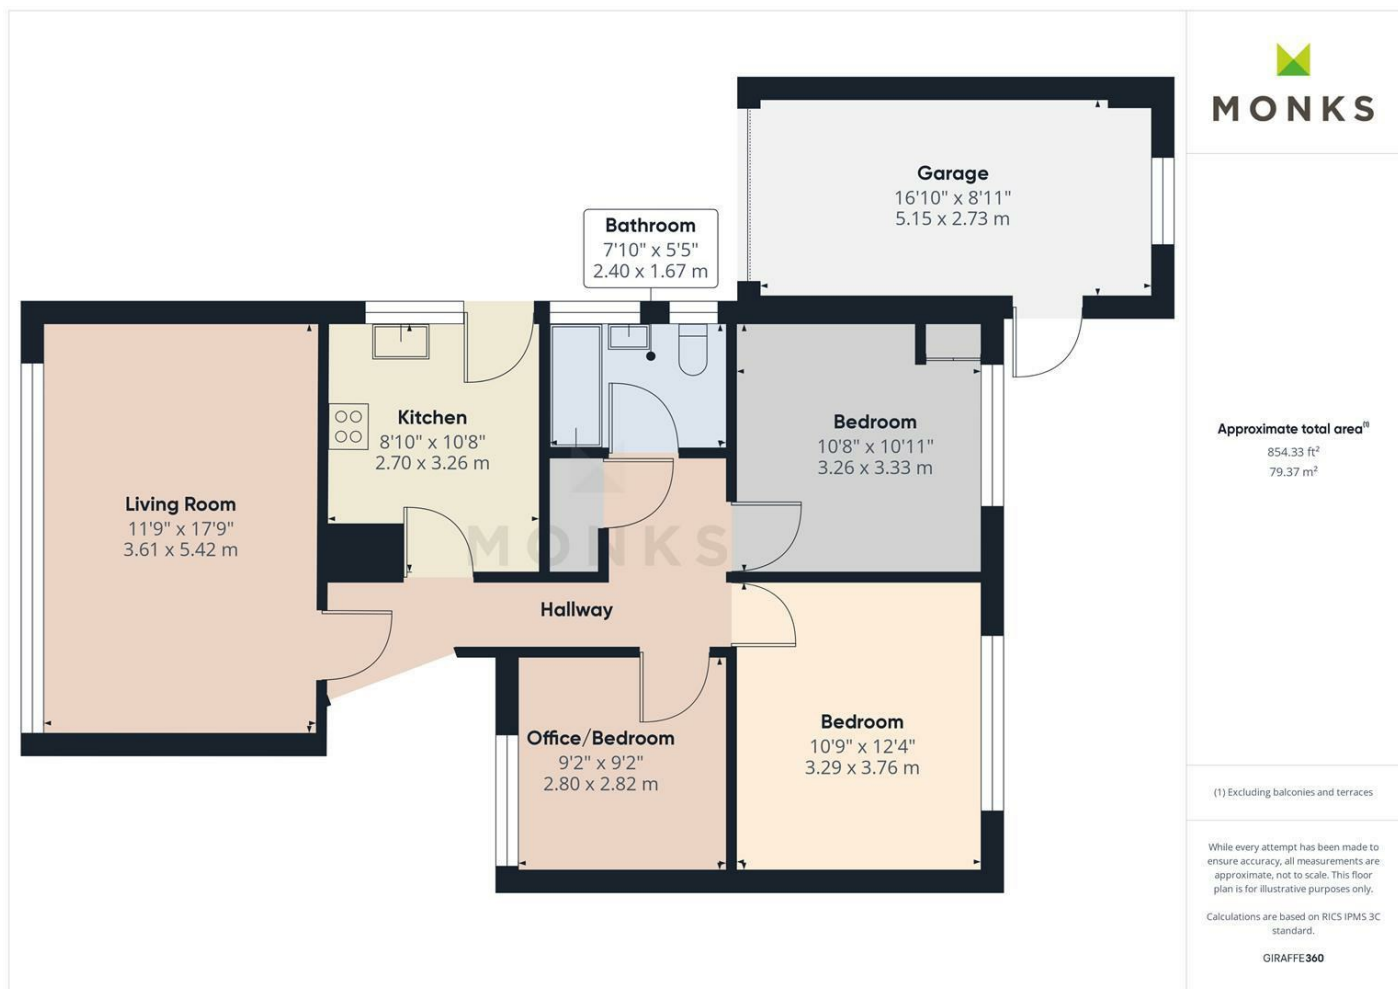 MONKS
Garage
16'10" x 8'11"
5.15 x 2.73 m
Bathroom
7'10" x 5'5"
2.40 x 1.67 m
Kitchen
8'10" x 10'8"
2.70 x 3.26 m
Bedroom
10'8" x 10'11"
3.26 x 3.33 m
Living Room
11'9" x 17'9"
3.61 x 5.42 m
MONKS
Hallway
Office/Bedroom
9'2" x 9'2"
2.80 x 2.82 m
Bedroom
10'9" x 12'4"
3.29 x 3.76 m
Approximate total area⁽¹⁾
854.33 ft²
79.37 m²
(1) Excluding balconies and terraces
While every attempt has been made to
ensure accuracy, all measurements are
approximate, not to scale. This floor
plan is for illustrative purposes only.
Calculations are based on RICS IPMS 3C
standard.
GIRAFFE360